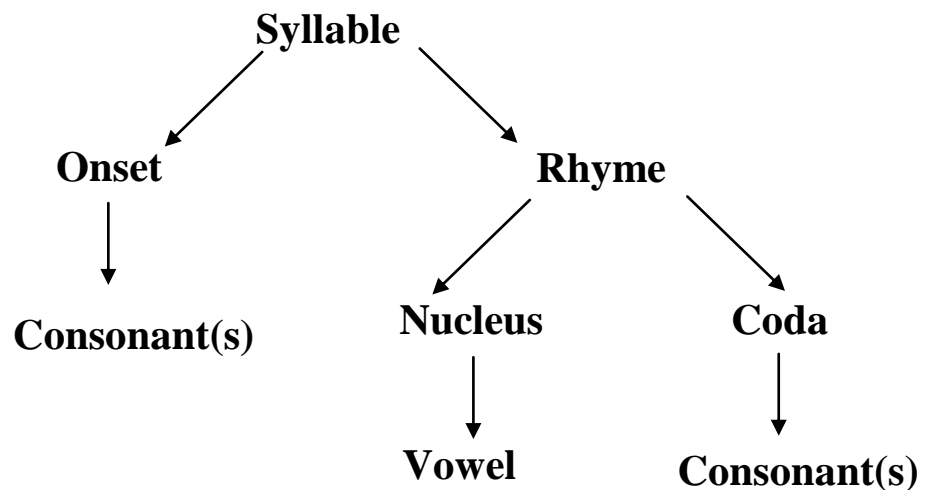 Syllable
Onset
Rhyme
Consonant(s)
Nucleus
Coda
Vowel
Consonant(s)